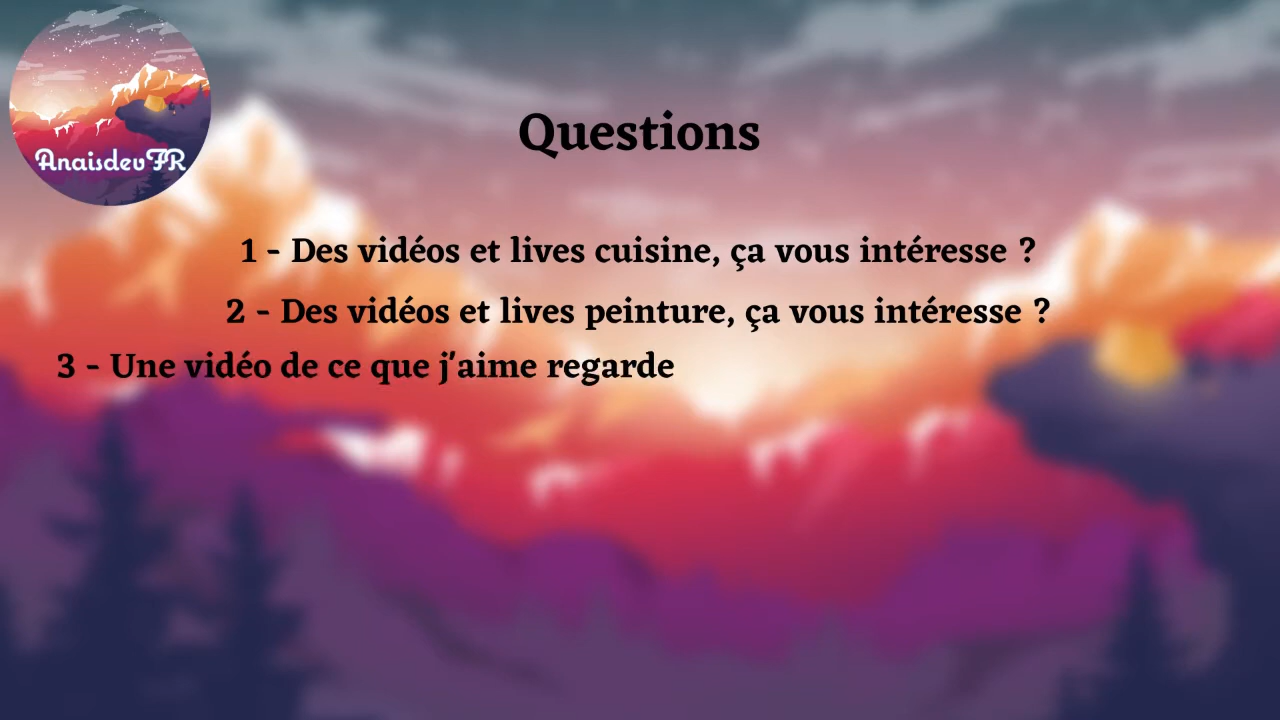 AnaisdevFR
Questions
1 - Des vidéos et lives cuisine, ça vous intéresse ?
2 - Des vidéos et lives peinture, ça vous intéresse ?
3 - Une vidéo de ce que j'aime regarde